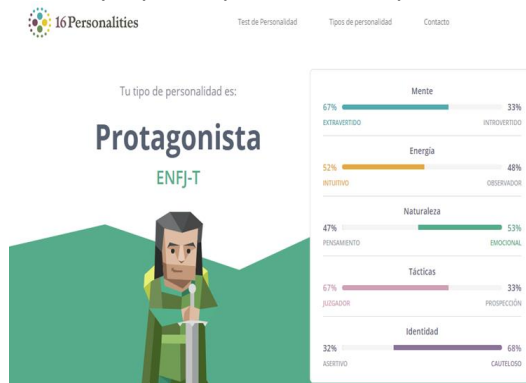 16Personalities
Test de Personalidad
Tipos de personalidad
Contacto
Tu tipo de personalidad es:
Protagonista
ENFJ-T
Mente
67% 33%
EXTRAVERTIDO INTROVERTIDO
Energía
52% 48%
INTUITIVO OBSERVADOR
Naturaleza
47% 53%
PENSAMIENTO EMOCIONAL
Tácticas
67% 33%
JUZGADOR PROSPECCIÓN
Identidad
32% 68%
ASERTIVO CAUTELOSO